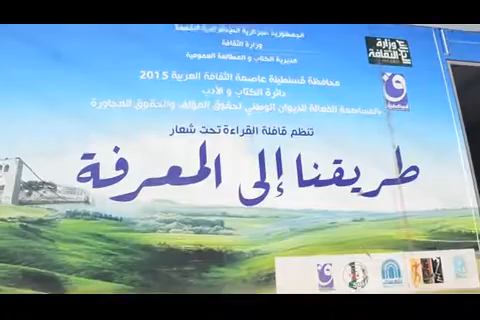 الجمهورية الجزائرية الديمقراطية الشعبية
وزارة الثقافة
مديرية الكتاب و المطالعة العمومية
محافظة قسنطينة عاصمة الثقافة العربية 2015
دائرة الكتاب و الأدب
بالمساهمة الفعالة للديوان الوطني لحقوق المؤلف والحقوق المجاورة
تنظم قافلة القراءة تحت شعار
طريقنا إلى المعرفة
وزارة الثقافة